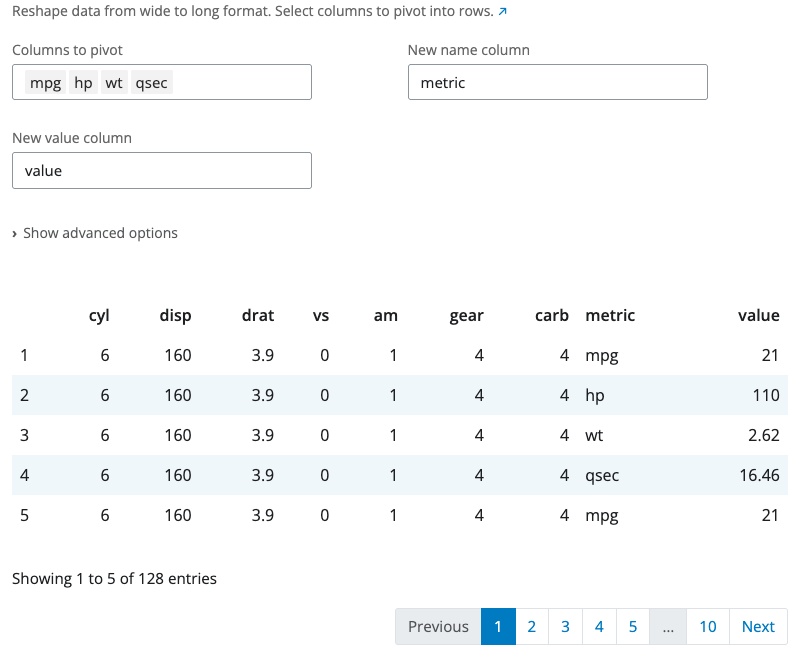 Reshape data from wide to long format. Select columns to pivot into rows. ↗
Columns to pivot New name column
mpg hp wt qsec metric
New value column
value
› Show advanced options
cyl disp drat vs am gear carb metric value
1 6 160 3.9 0 1 4 4 mpg 21
2 6 160 3.9 0 1 4 4 hp 110
3 6 160 3.9 0 1 4 4 wt 2.62
4 6 160 3.9 0 1 4 4 qsec 16.46
5 6 160 3.9 0 1 4 4 mpg 21
Showing 1 to 5 of 128 entries
Previous 1 2 3 4 5 ... 10 Next